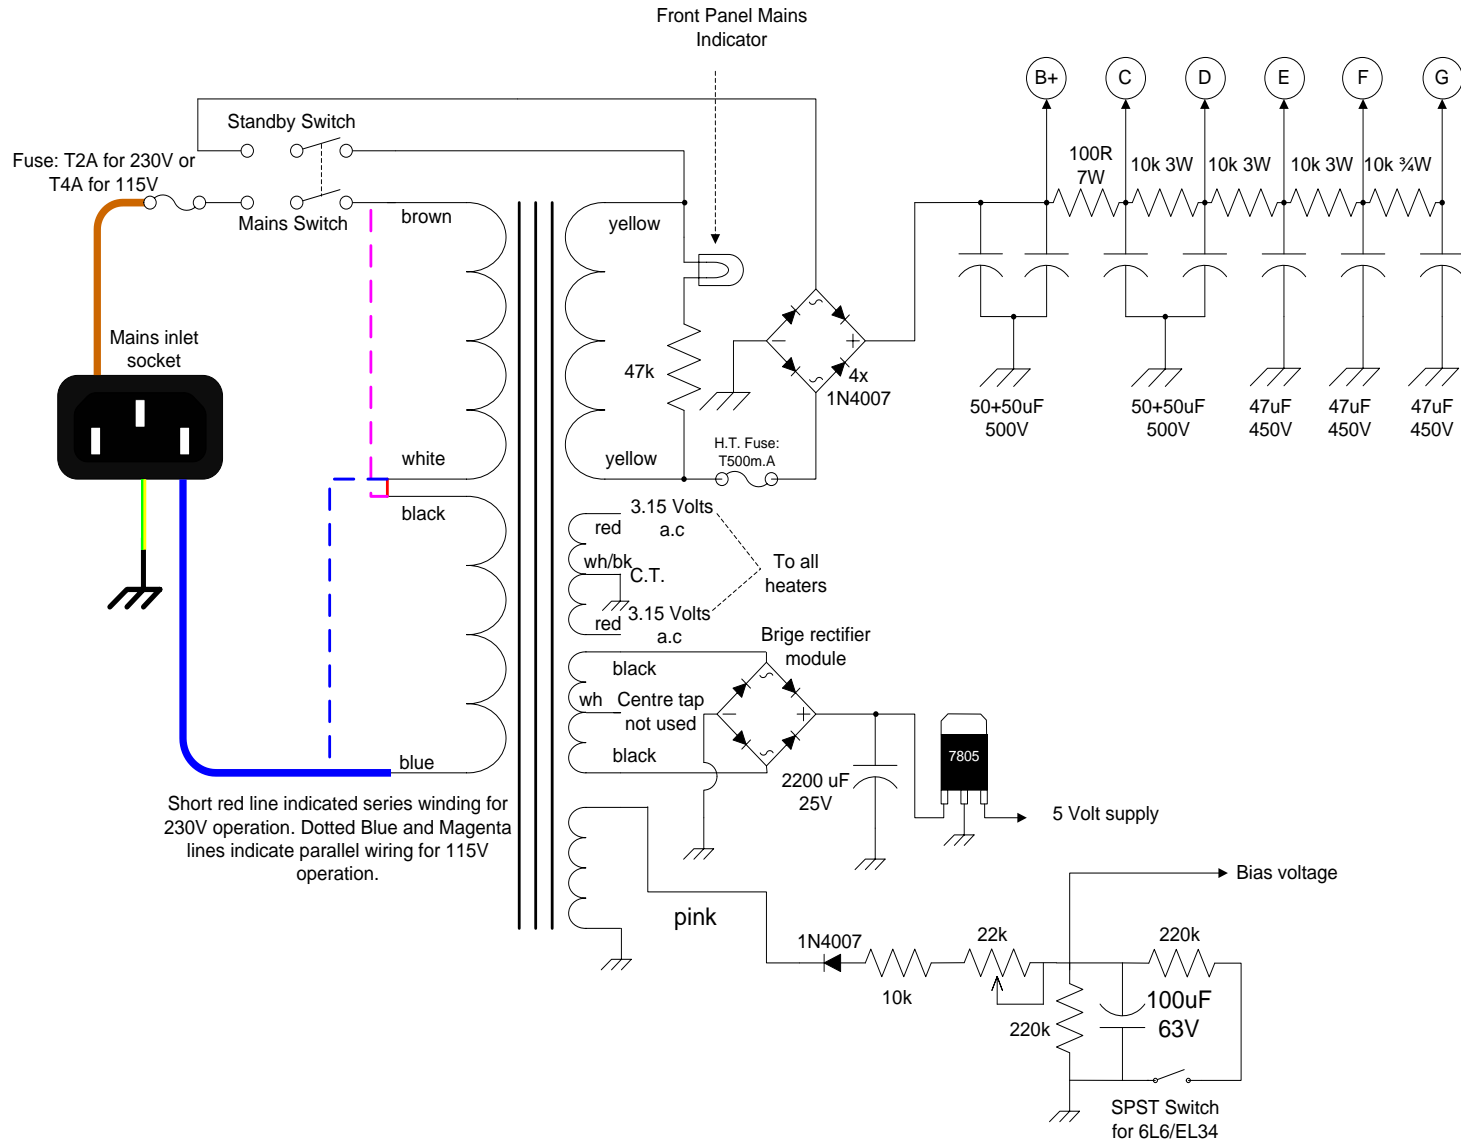 Front Panel Mains
Indicator
B+
C
D
E
F
G
Standby Switch
Fuse: T2A for 230V or
T4A for 115V
Mains Switch
100R
7W
10k 3W
10k 3W
10k 3W
10k ¾W
brown
yellow
Mains inlet
socket
47k
4x
1N4007
50+50uF
500V
50+50uF
500V
47uF
450V
47uF
450V
47uF
450V
white
yellow
H.T. Fuse:
T500m.A
black
3.15 Volts
a.c
red
wh/bk
C.T.
To all
heaters
3.15 Volts
a.c
red
Brige rectifier
module
black
wh
Centre tap
not used
black
blue
2200 uF
25V
7805
5 Volt supply
Short red line indicated series winding for
230V operation. Dotted Blue and Magenta
lines indicate parallel wiring for 115V
operation.
pink
Bias voltage
1N4007
10k
22k
220k
220k
100uF
63V
SPST Switch
for 6L6/EL34